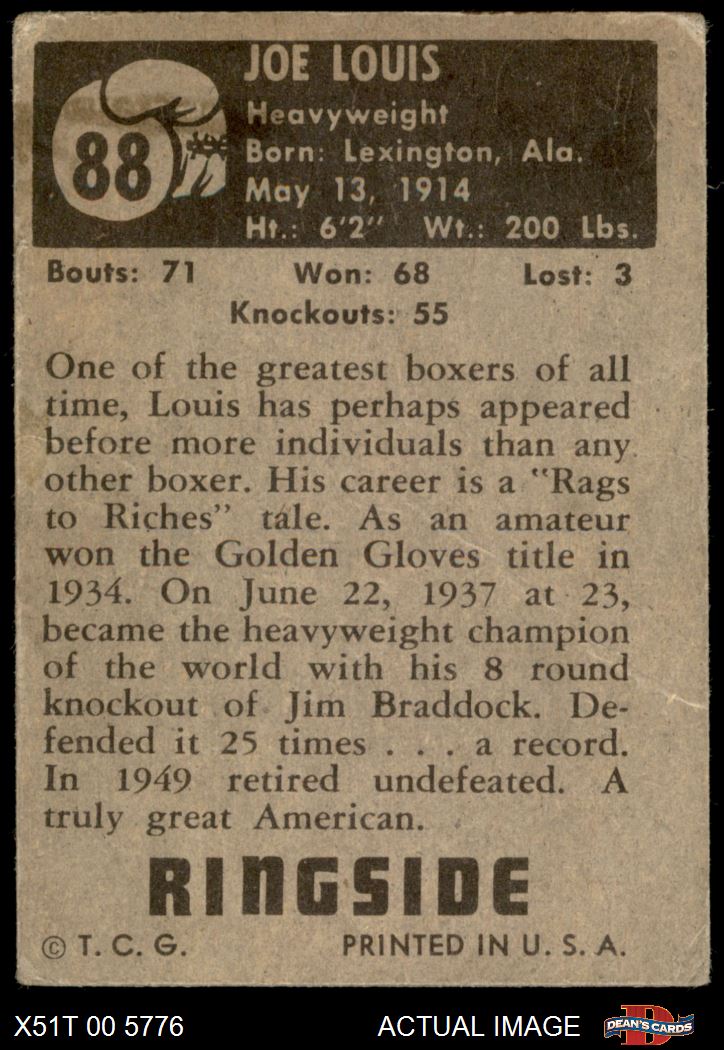 88
JOE LOUIS
Heavyweight
Born: Lexington, Ala.
May 13, 1914
Ht.: 6'2" Wt.: 200 Lbs.
Bouts: 71 Won: 68 Lost: 3
Knockouts: 55
One of the greatest boxers of all
time, Louis has perhaps appeared
before more individuals than any
other boxer. His career is a "Rags
to Riches" tale. As an amateur
won the Golden Gloves title in
1934. On June 22, 1937 at 23,
became the heavyweight champion
of the world with his 8 round
knockout of Jim Braddock. De-
fended it 25 times . . . a record.
In 1949 retired undefeated. A
truly great American.
RINGSIDE
© T. C. G. PRINTED IN U. S. A.
X51T 00 5776 ACTUAL IMAGE D DEAN'S CARDS